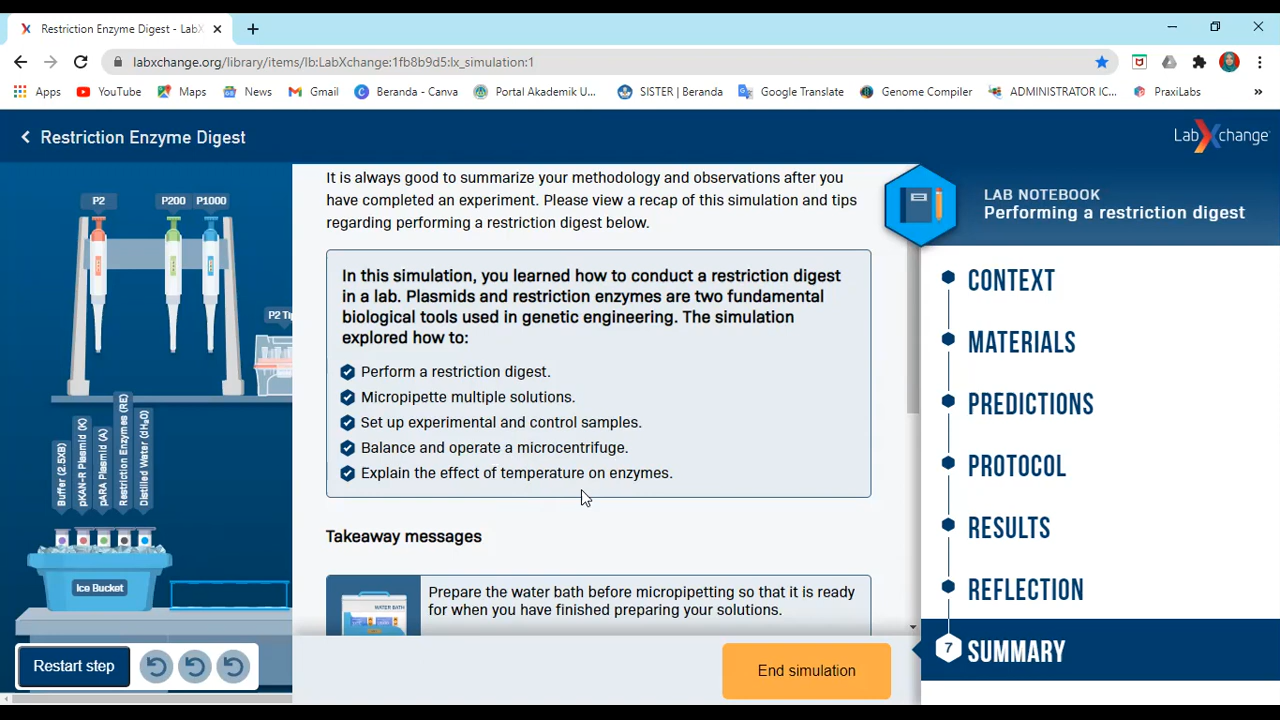 Restriction Enzyme Digest - LabX
labxchange.org/library/items/lb:LabXchange:1fb8b9d5:lx_simulation:1
Apps YouTube Maps News Gmail Beranda - Canva Portal Akademik U... SISTER | Beranda Google Translate Genome Compiler ADMINISTRATOR IC... PraxiLabs »
Restriction Enzyme Digest
LabXchange
P2 P200 P1000
P2 Tip
Buffer (2.5XB)
pKAN-R Plasmid (K)
pARA Plasmid (A)
Restriction Enzymes (RE)
Distilled Water (dH₂O)
Ice Bucket
Restart step
It is always good to summarize your methodology and observations after you
have completed an experiment. Please view a recap of this simulation and tips
regarding performing a restriction digest below.
In this simulation, you learned how to conduct a restriction digest
in a lab. Plasmids and restriction enzymes are two fundamental
biological tools used in genetic engineering. The simulation
explored how to:
Perform a restriction digest.
Micropipette multiple solutions.
Set up experimental and control samples.
Balance and operate a microcentrifuge.
Explain the effect of temperature on enzymes.
Takeaway messages
WATER BATH
Prepare the water bath before micropipetting so that it is ready
for when you have finished preparing your solutions.
End simulation
LAB NOTEBOOK
Performing a restriction digest
CONTEXT
MATERIALS
PREDICTIONS
PROTOCOL
RESULTS
REFLECTION
7 SUMMARY